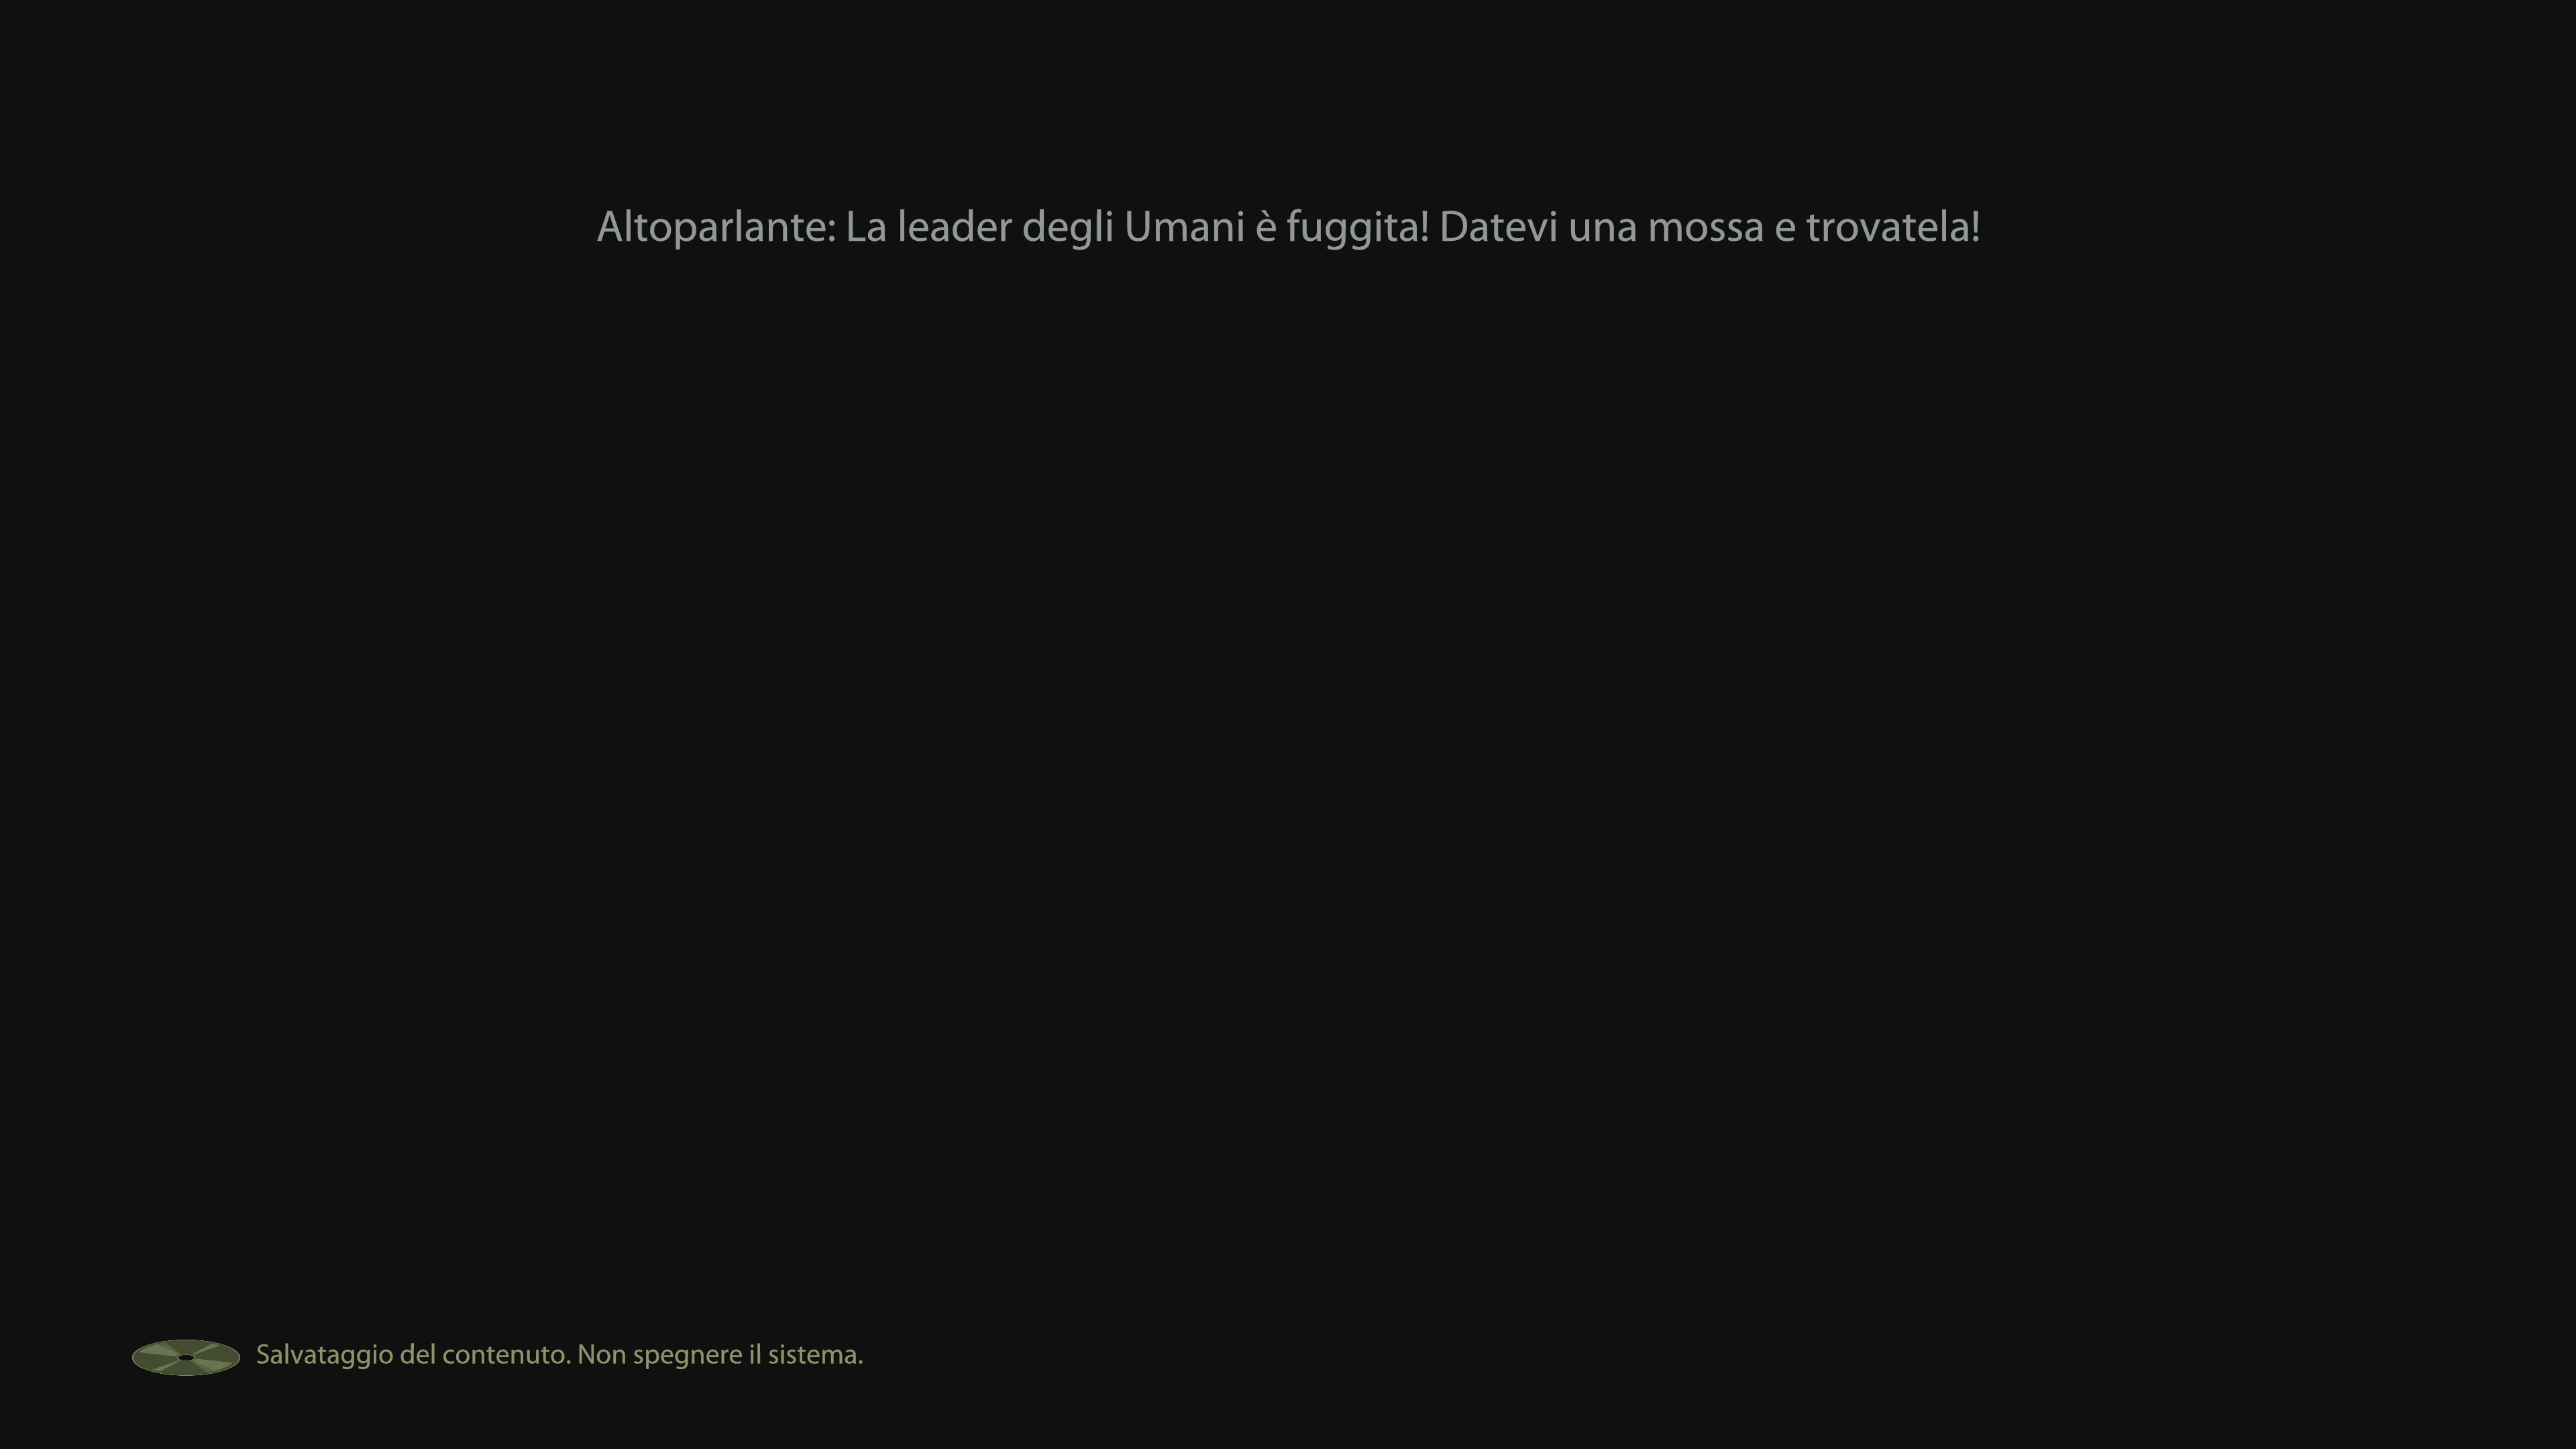 Altoparlante: La leader degli Umani è fuggita! Datevi una mossa e trovatela!
Salvataggio del contenuto. Non spegnere il sistema.